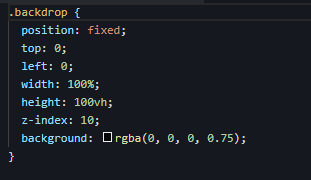 .backdrop {
  position: fixed;
  top: 0;
  left: 0;
  width: 100%;
  height: 100vh;
  z-index: 10;
  background: rgba(0, 0, 0, 0.75);
}